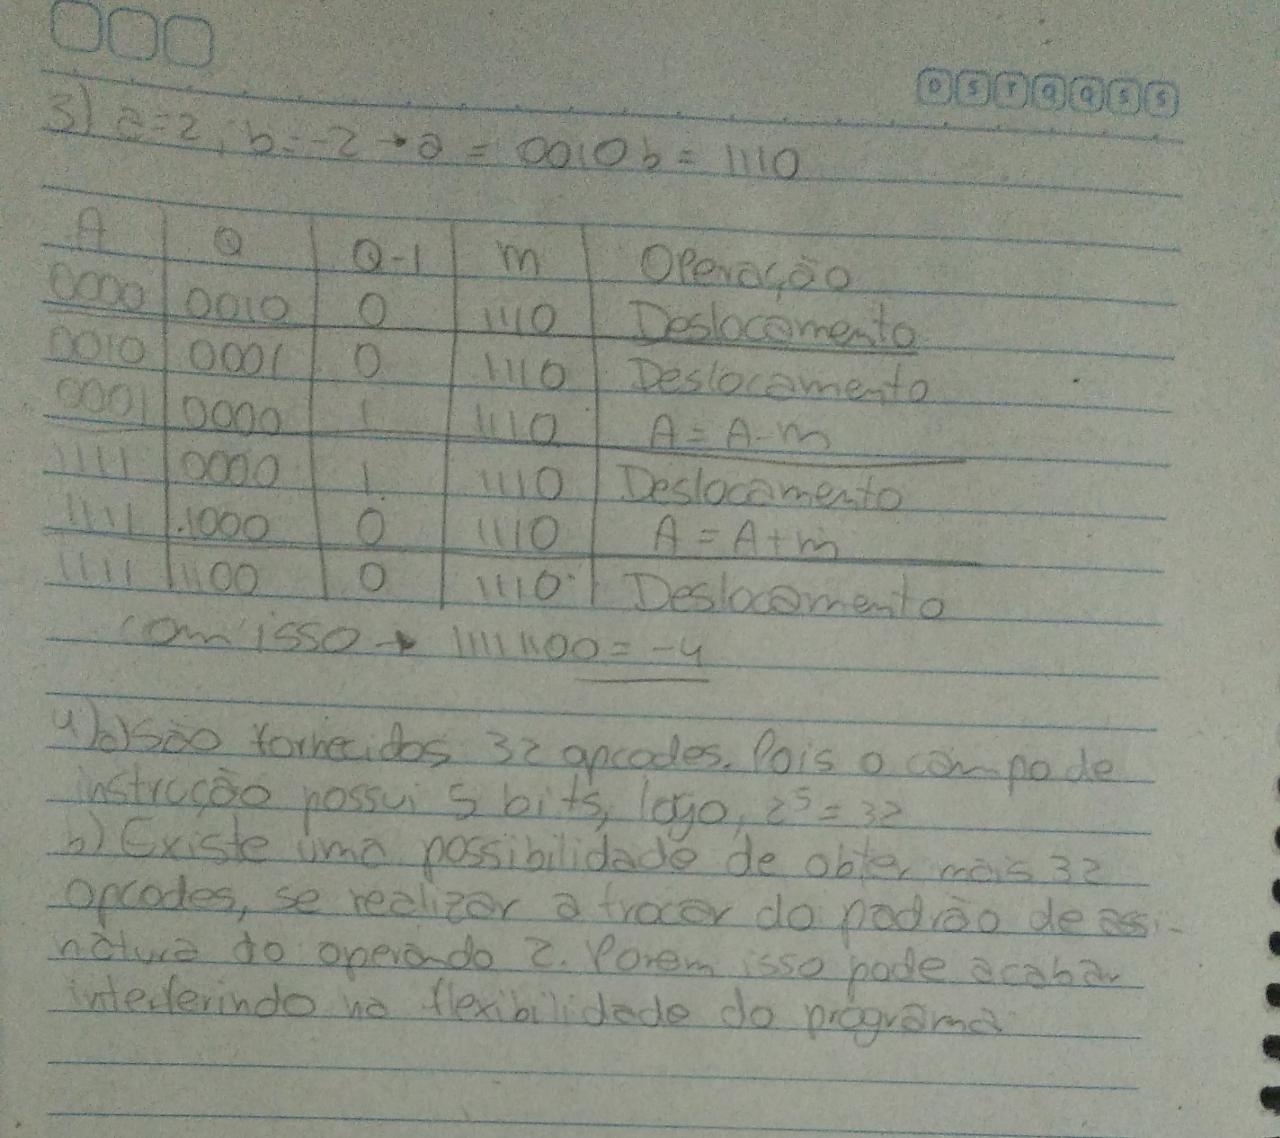 D S T Q Q S S
3) a=2, b=-2 → a = 0010 b = 1110
A Q Q-1 m Operação
0000 0010 0 1110 Deslocamento
0010 0001 0 1110 Deslocamento
0001 0000 1 1110 A = A-m
1111 0000 1 1110 Deslocamento
1111 1000 0 1110 A = A+m
1111 1100 0 1110 Deslocamento
com isso → 11111100 = -4
4) a) São fornecidos 32 opcodes. Pois o campo de
instrução possui 5 bits, logo, 2⁵ = 32
b) Existe uma possibilidade de obter mais 32
opcodes, se realizar a trocar do padrão de assi-
natura do operando 2. Porem isso pode acabar
interferindo na flexibilidade do programa